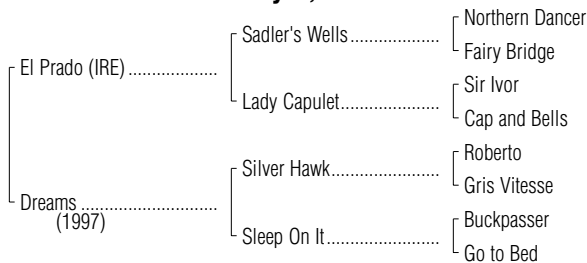 Northern Dancer
Sadler's Wells
Fairy Bridge
El Prado (IRE)
Sir Ivor
Lady Capulet
Cap and Bells
Roberto
Silver Hawk
Gris Vitesse
Dreams
(1997)
Buckpasser
Sleep On It
Go to Bed